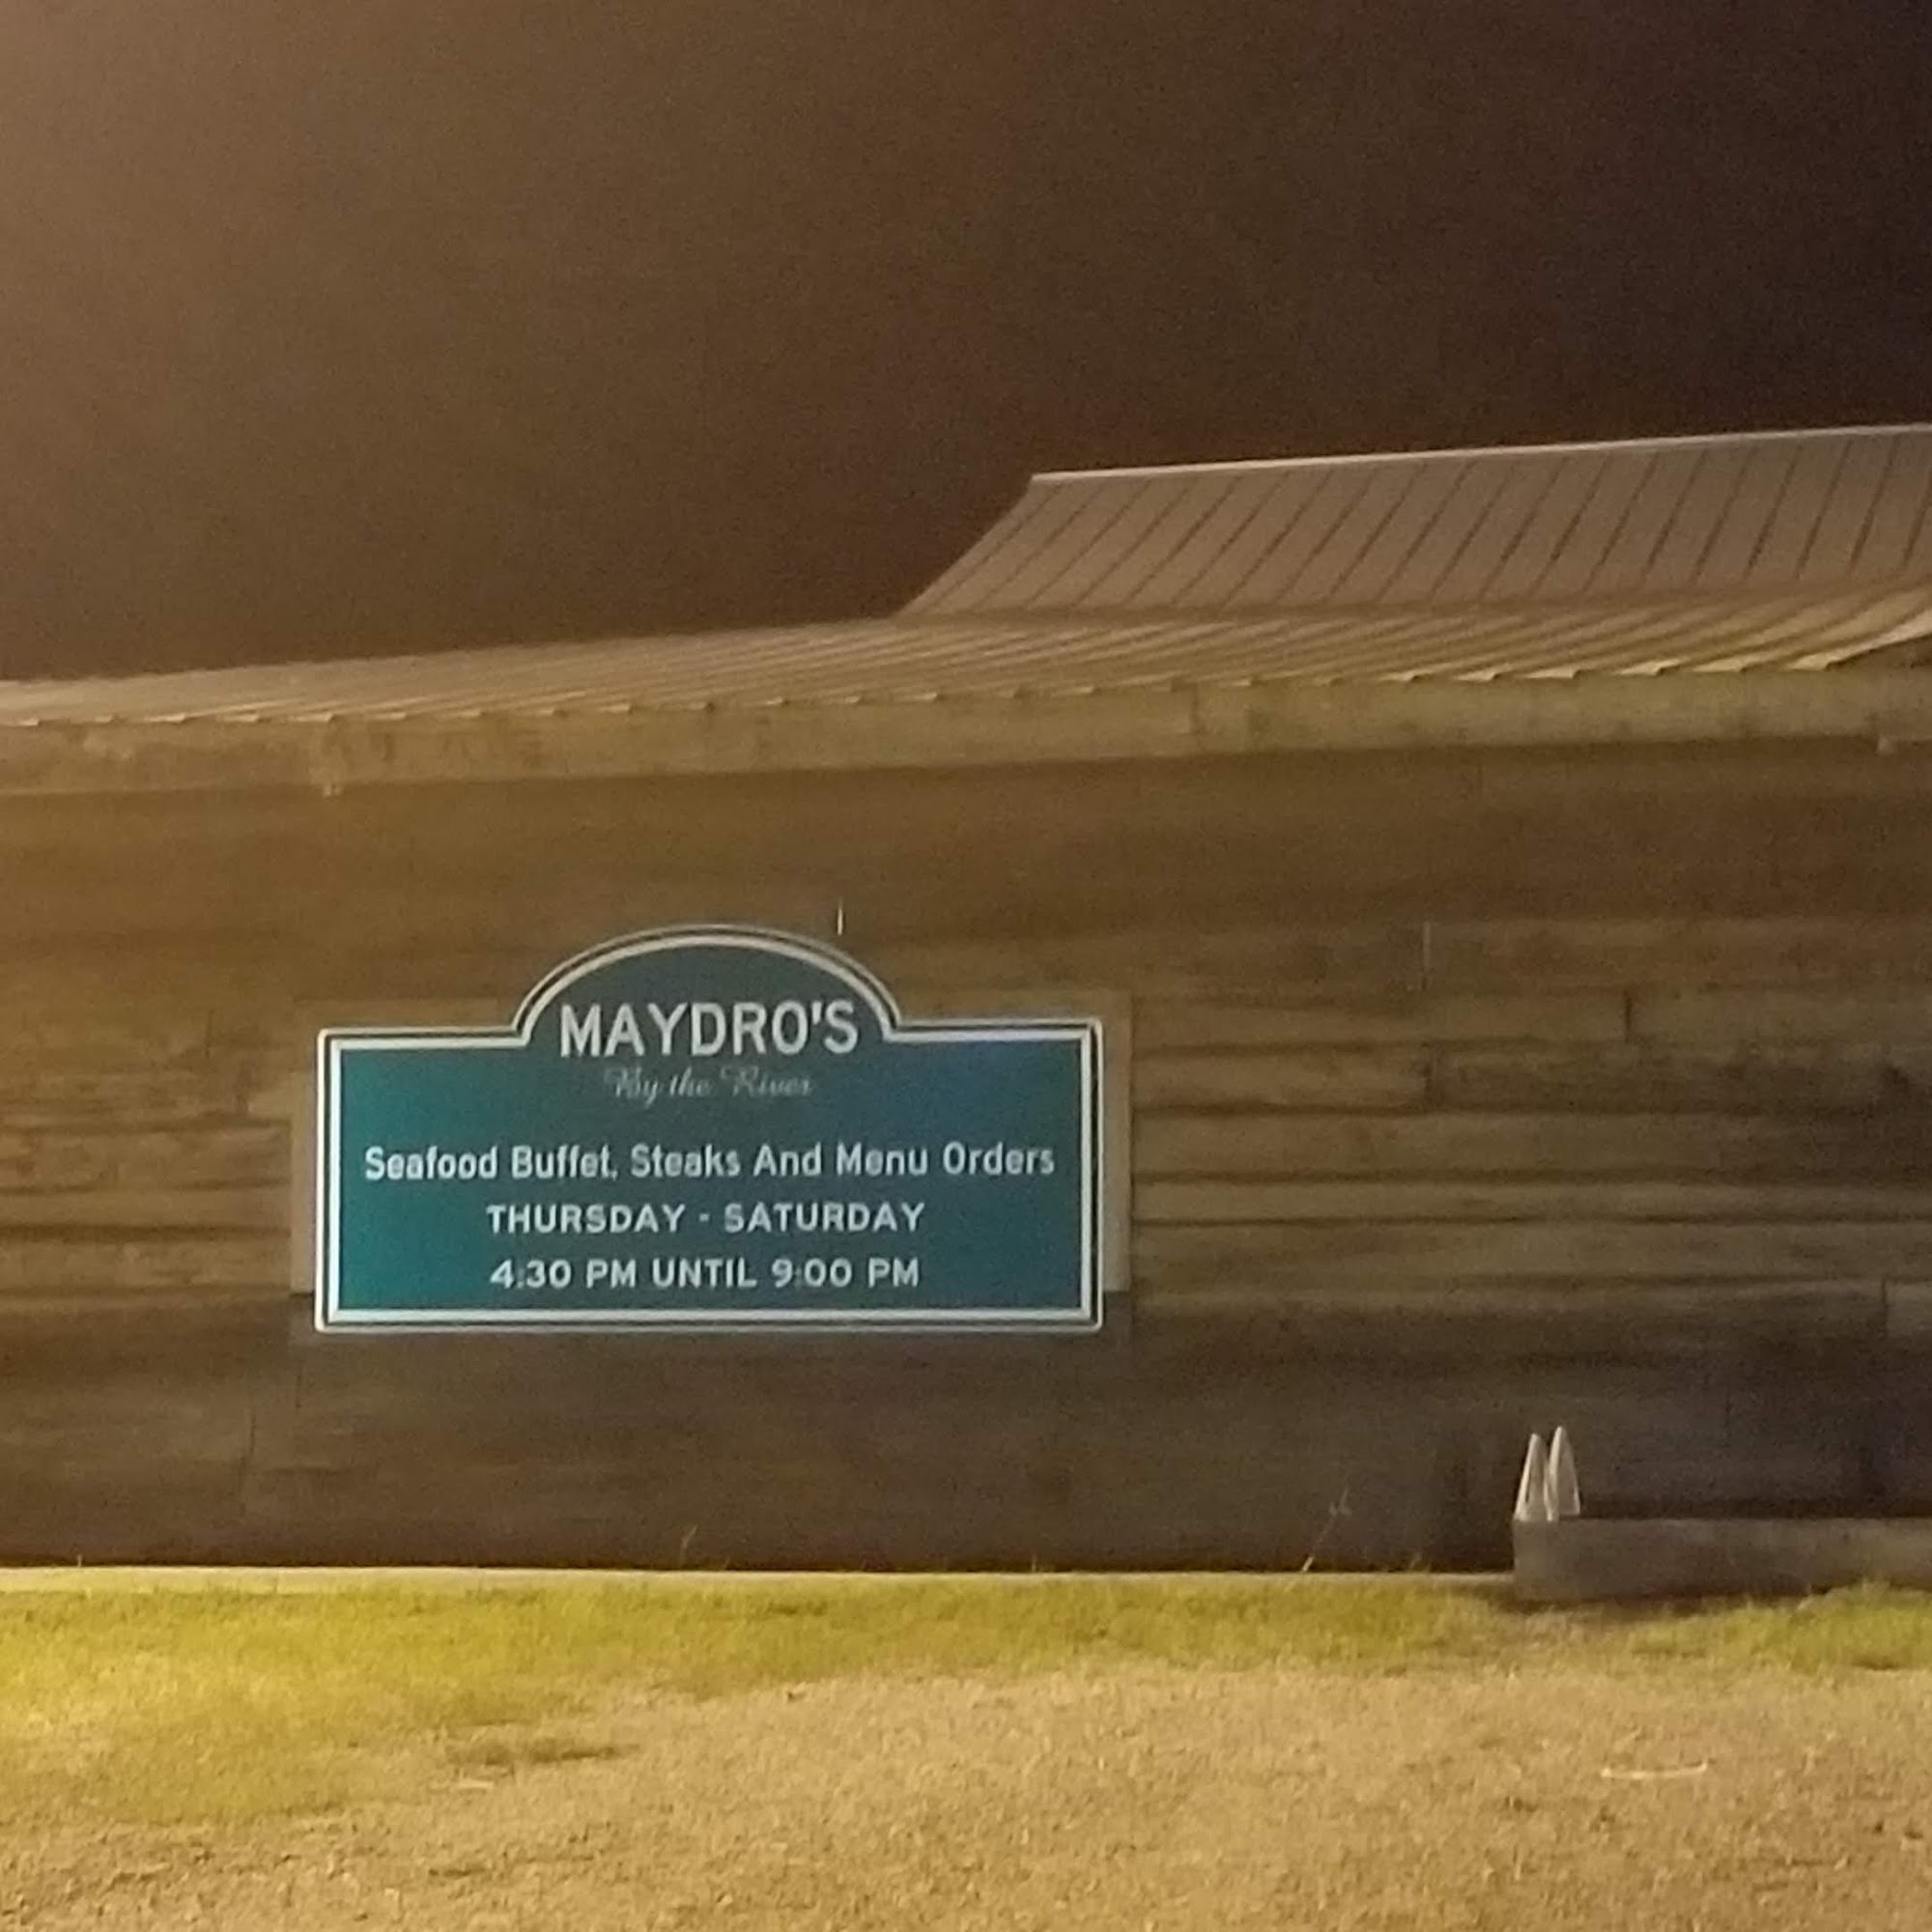 MAYDRO'S
By the River
Seafood Buffet, Steaks And Menu Orders
THURSDAY - SATURDAY
4:30 PM UNTIL 9:00 PM